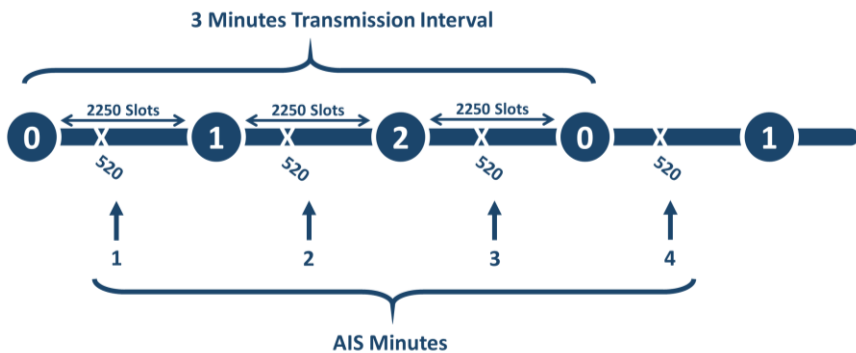 3 Minutes Transmission Interval
2250 Slots 2250 Slots 2250 Slots
0 X 1 X 2 X 0 X 1
520 520 520 520
1 2 3 4
AIS Minutes